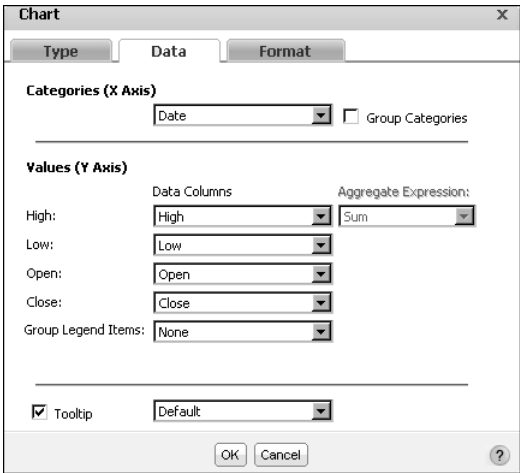 Chart x
Type Data Format
Categories (X Axis)
Date Group Categories
Values (Y Axis)
Data Columns Aggregate Expression:
High: High Sum
Low: Low
Open: Open
Close: Close
Group Legend Items: None
Tooltip Default
OK Cancel ?